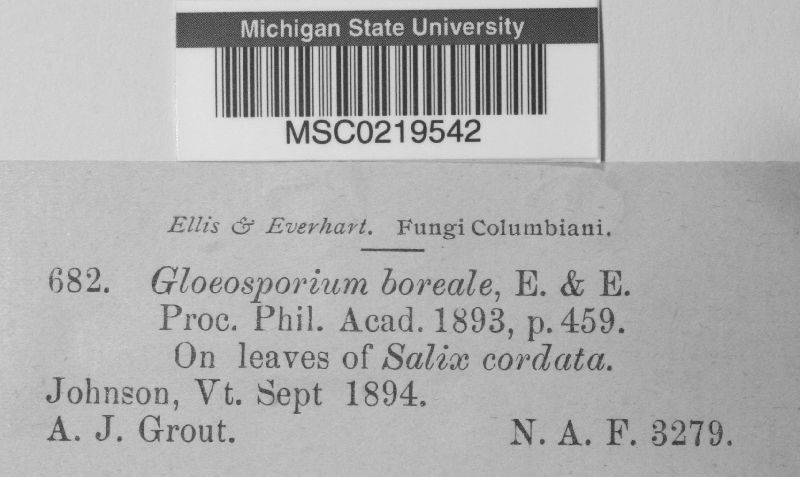 Michigan State University
MSC0219542
Ellis & Everhart. Fungi Columbiani.
682. Gloeosporium boreale, E. & E.
Proc. Phil. Acad. 1893, p. 459.
On leaves of Salix cordata.
Johnson, Vt. Sept 1894.
A. J. Grout. N. A. F. 3279.